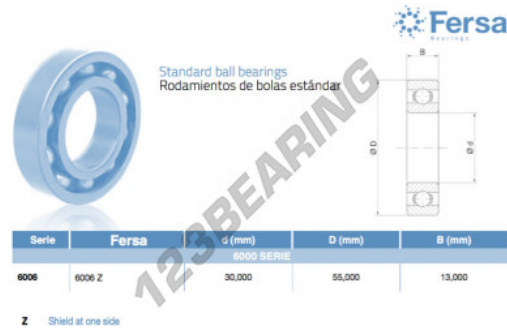 Fersa
Bearings
Standard ball bearings
Rodamientos de bolas estándar
B
Ø D
Ø d
123BEARING
Serie Fersa d (mm) D (mm) B (mm)
6000 SERIE
6006 6006 Z 30,000 55,000 13,000
Z Shield at one side